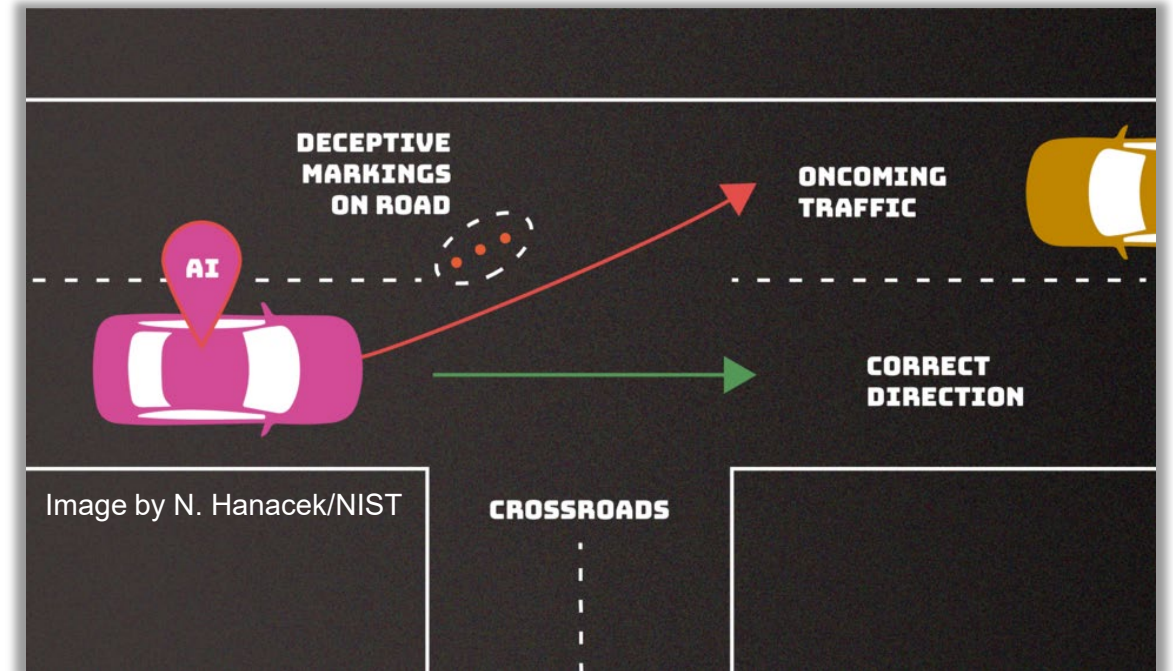 DECEPTIVE
MARKINGS
ON ROAD
ONCOMING
TRAFFIC
AI
CORRECT
DIRECTION
Image by N. Hanacek/NIST
CROSSROADS